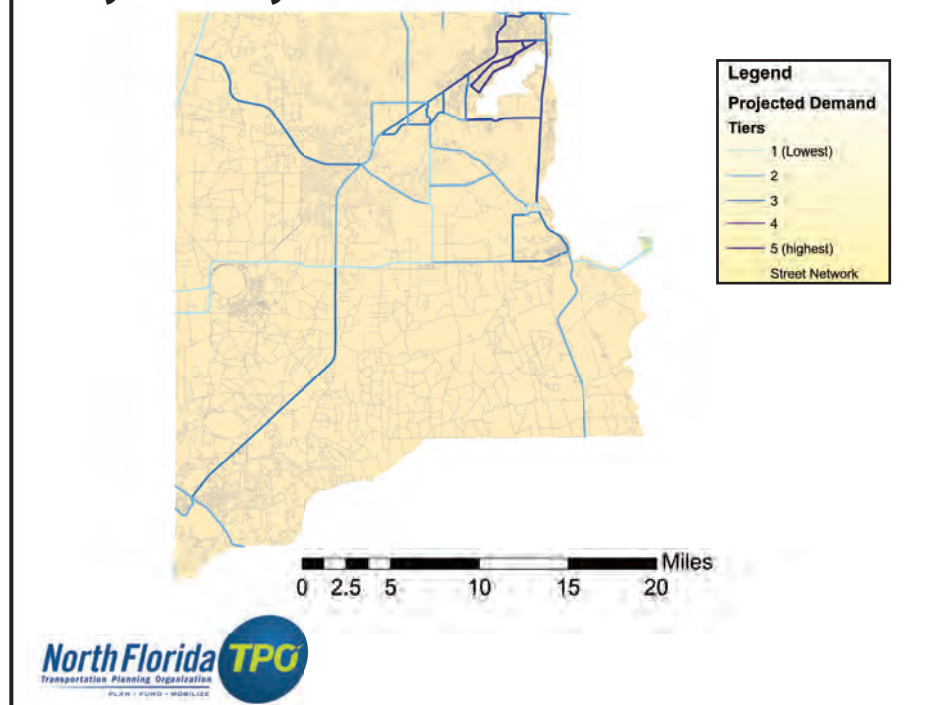 Legend
Projected Demand
Tiers
1 (Lowest)
2
3
4
5 (highest)
Street Network
Miles
0 2.5 5 10 15 20
North Florida TPO
Transportation Planning Organization
PLAN • FUND • MOBILIZE